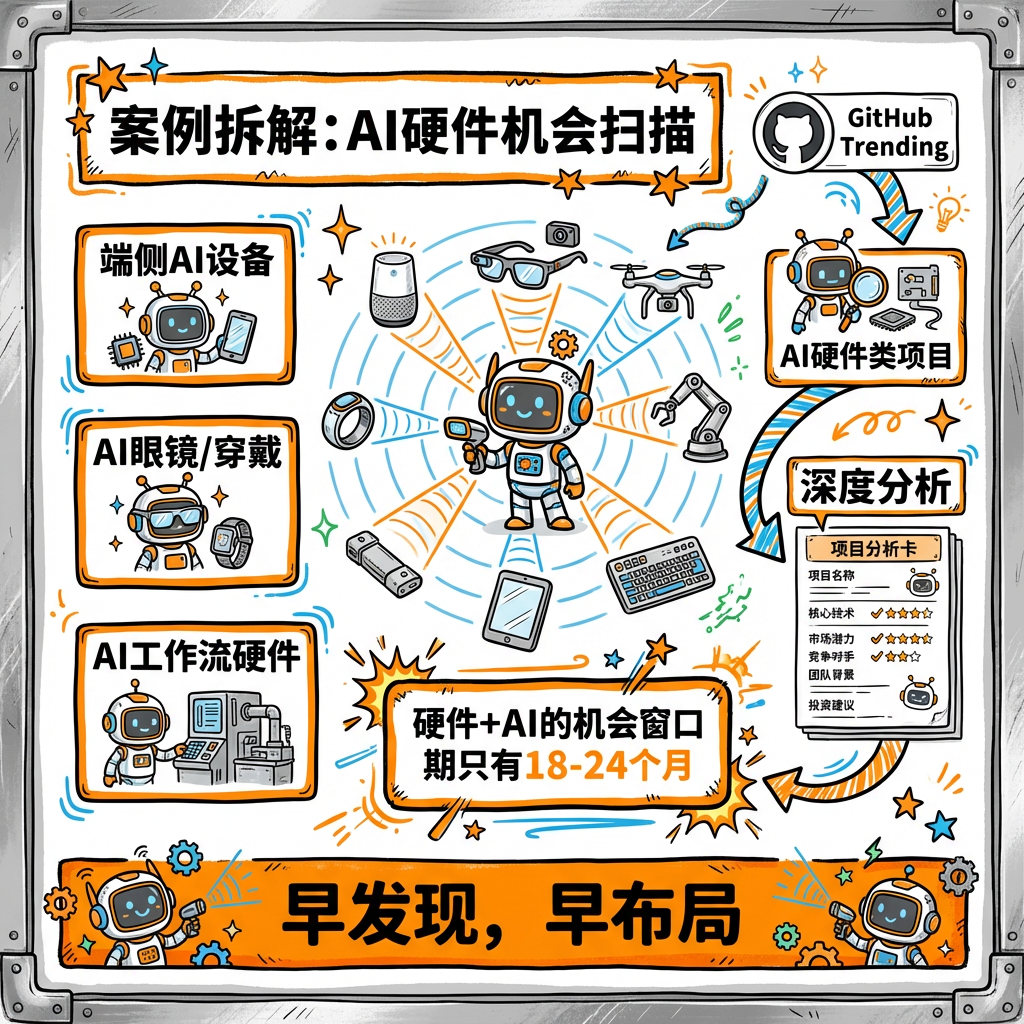 案例拆解：AI硬件机会扫描
GitHub
Trending
端侧AI设备
AI眼镜/穿戴
AI工作流硬件
AI硬件类项目
深度分析
项目分析卡
项目名称
核心技术
市场潜力
竞争对手
团队背景
投资建议
硬件+AI的机会窗口
期只有18-24个月
早发现，早布局